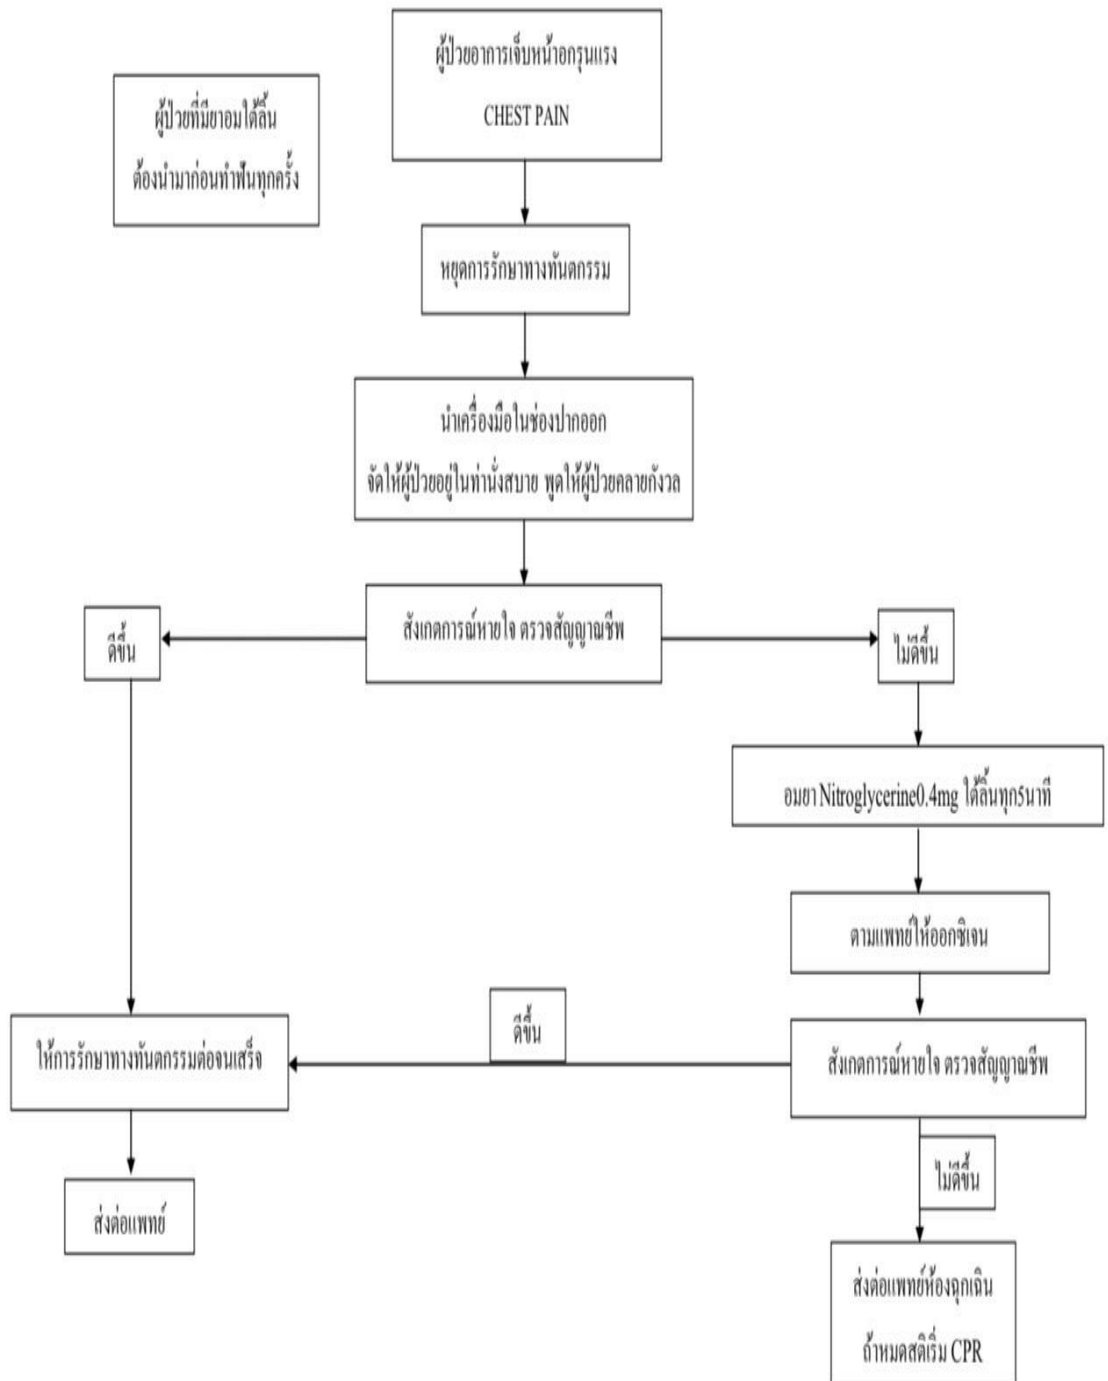 ผู้ป่วยอาการเจ็บหน้าอกรุนแรง
CHEST PAIN
ผู้ป่วยที่มียาอมใต้ลิ้น
ต้องนำมาก่อนทำฟันทุกครั้ง
หยุดการรักษาทางทันตกรรม
นำเครื่องมือในช่องปากออก
จัดให้ผู้ป่วยอยู่ในท่านั่งสบาย พูดให้ผู้ป่วยคลายกังวล
สังเกตการณ์หายใจ ตรวจสัญญาณชีพ
ดีขึ้น
ไม่ดีขึ้น
อมยา Nitroglycerine0.4mg ใต้ลิ้นทุก5นาที
ตามแพทย์ให้ออกซิเจน
ดีขึ้น
ให้การรักษาทางทันตกรรมต่อจนเสร็จ
สังเกตการณ์หายใจ ตรวจสัญญาณชีพ
ไม่ดีขึ้น
ส่งต่อแพทย์
ส่งต่อแพทย์ห้องฉุกเฉิน
ถ้าหมดสติเริ่ม CPR